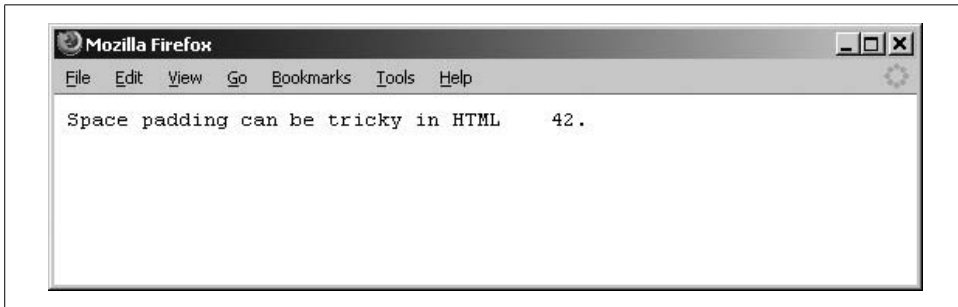 Mozilla Firefox
File Edit View Go Bookmarks Tools Help
Space padding can be tricky in HTML    42.